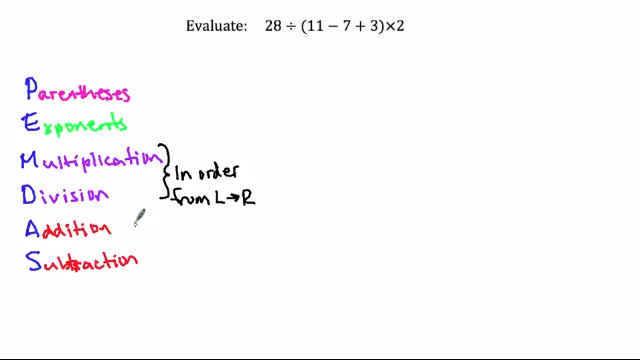 Evaluate: 28 ÷ (11 − 7 + 3)×2
Parentheses
Exponents
Multiplication
Division
In order
from L→R
Addition
Subtraction